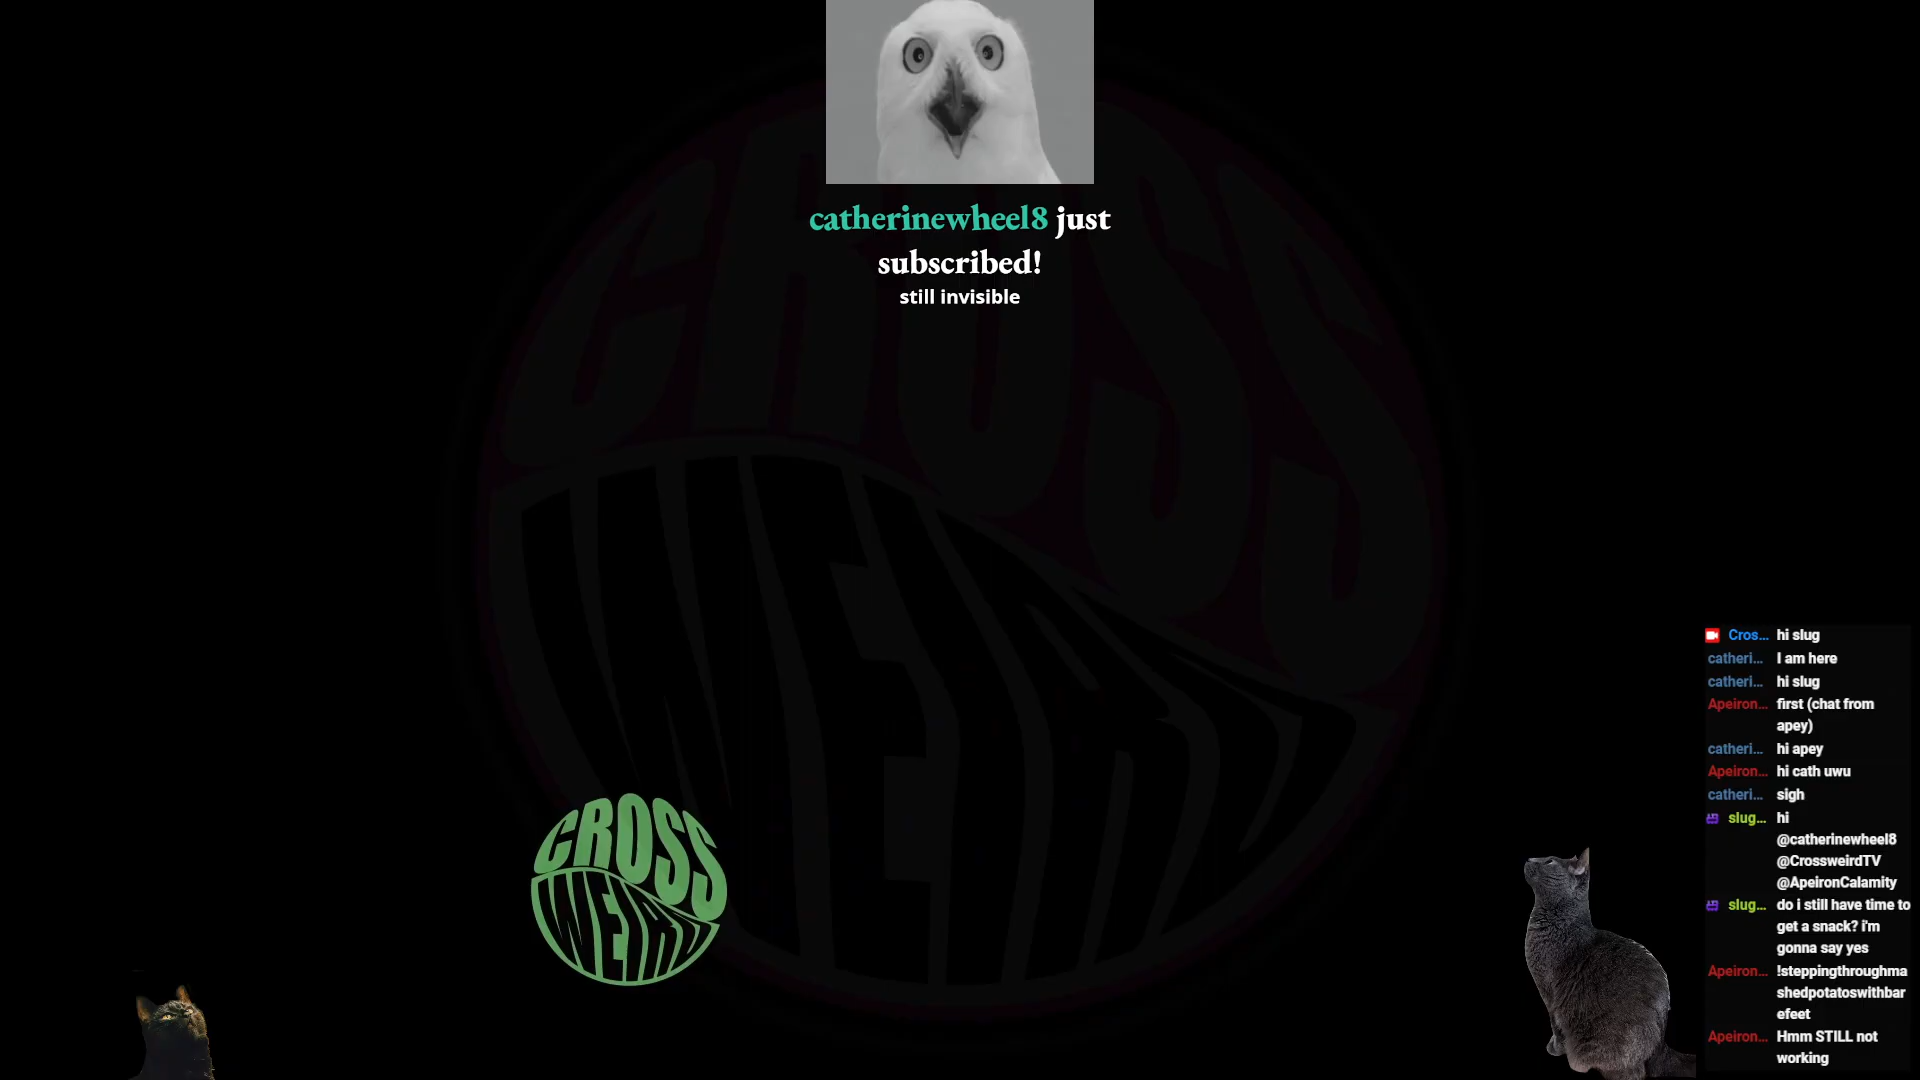 catherinewheel8 just
subscribed!
still invisible
CROSS
WEIRD
CROSS
WEIRD
Cros... hi slug
catheri... I am here
catheri... hi slug
Apeiron... first (chat from
apey)
catheri... hi apey
Apeiron... hi cath uwu
catheri... sigh
slug... hi
@catherinewheel8
@CrossweirdTV
@ApeironCalamity
slug... do i still have time to
get a snack? i'm
gonna say yes
Apeiron... !steppingthroughma
shedpotatoswithbar
efeet
Apeiron... Hmm STILL not
working